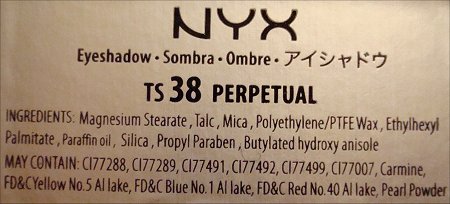 NYX
Eyeshadow · Sombra · Ombre · アイシャドウ
TS 38 PERPETUAL
INGREDIENTS: Magnesium Stearate , Talc , Mica , Polyethylene/PTFE Wax , Ethylhexyl
Palmitate , Paraffin oil , Silica , Propyl Paraben , Butylated hydroxy anisole
MAY CONTAIN: CI77288, CI77289, CI77491, CI77492, CI77499, CI77007, Carmine,
FD&CYellow No.5 Al lake, FD&C Blue No.1 Al lake, FD&C Red No.40 Al lake, Pearl Powder